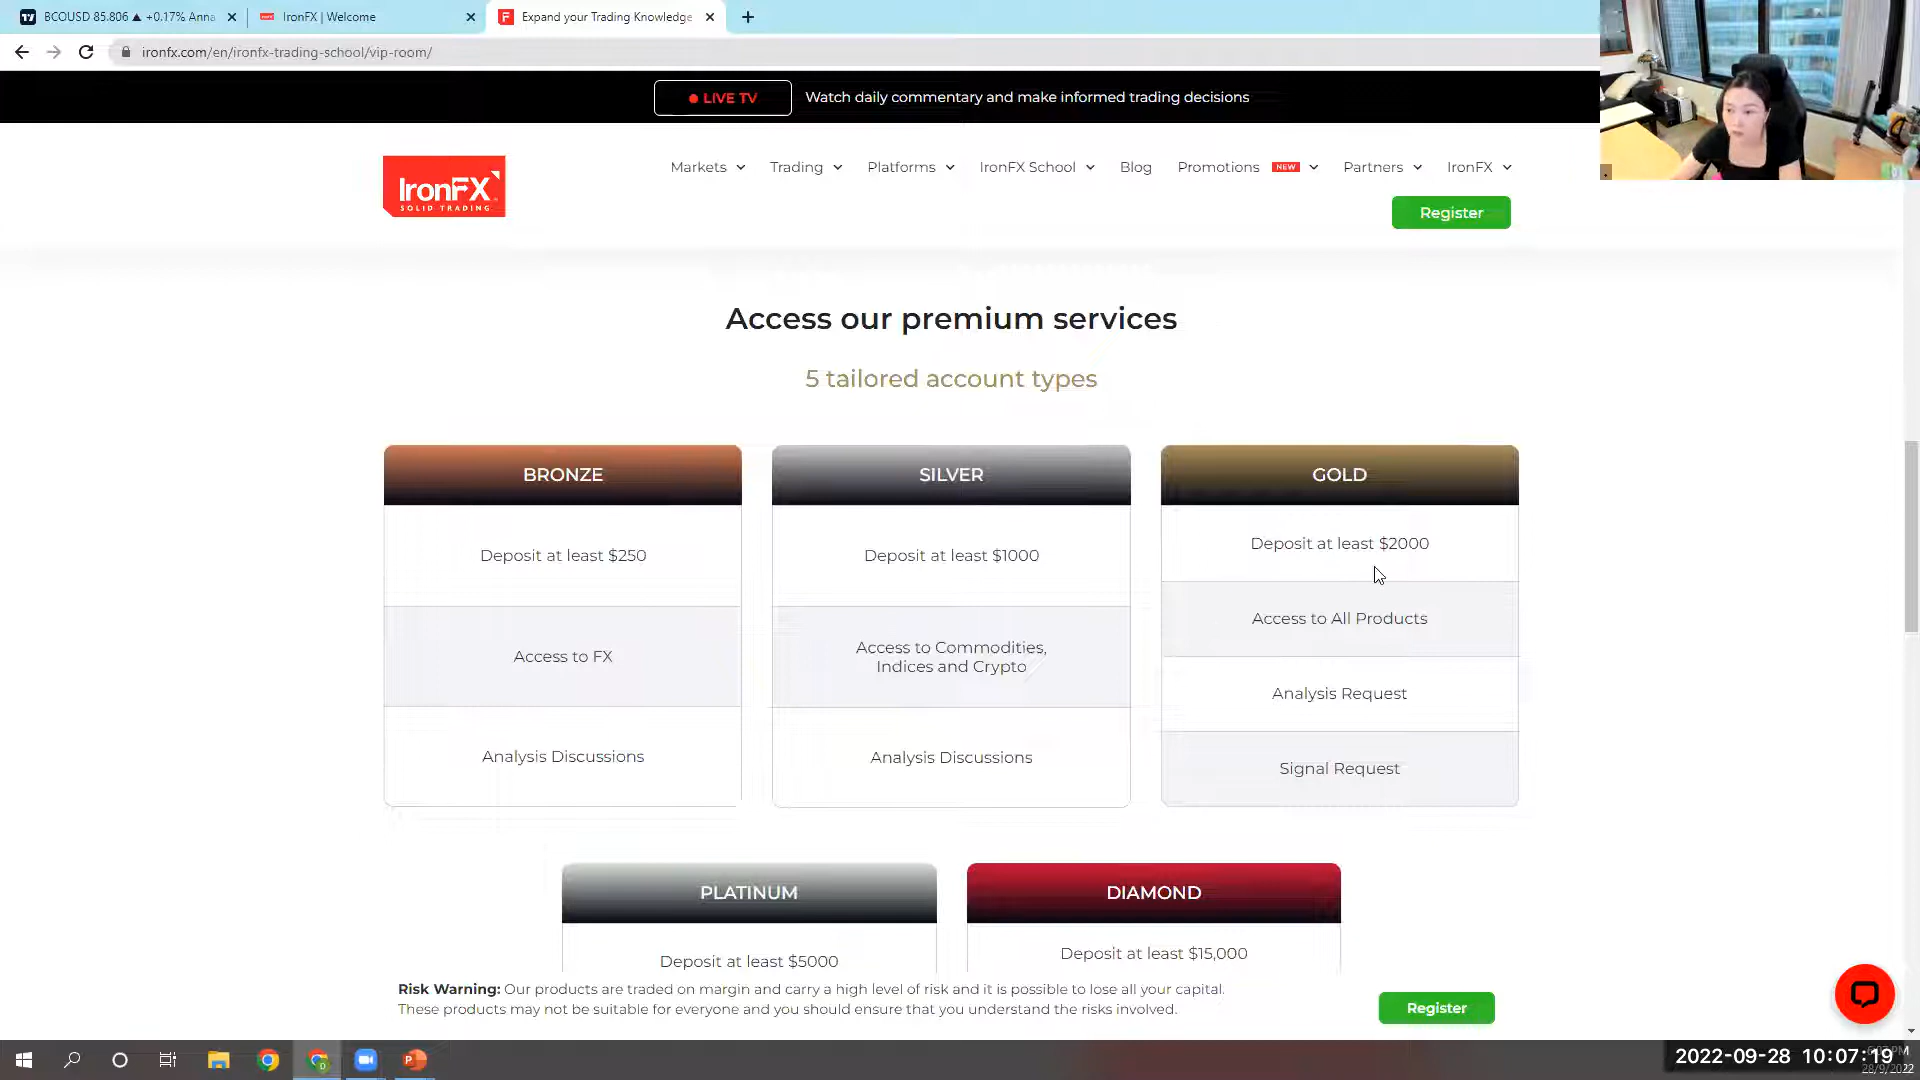 BCOUSD 85.806 ▲ +0.17% Anna
IronFX | Welcome
Expand your Trading Knowledge
ironfx.com/en/ironfx-trading-school/vip-room/
LIVE TV
Watch daily commentary and make informed trading decisions
IronFX
SOLID TRADING
Markets
Trading
Platforms
IronFX School
Blog
Promotions NEW
Partners
IronFX
Register
Access our premium services
5 tailored account types
BRONZE
Deposit at least $250
Access to FX
Analysis Discussions
SILVER
Deposit at least $1000
Access to Commodities,
Indices and Crypto
Analysis Discussions
GOLD
Deposit at least $2000
Access to All Products
Analysis Request
Signal Request
PLATINUM
Deposit at least $5000
DIAMOND
Deposit at least $15,000
Risk Warning: Our products are traded on margin and carry a high level of risk and it is possible to lose all your capital.
These products may not be suitable for everyone and you should ensure that you understand the risks involved.
Register
2022-09-28 10:07:19
28/9/2022